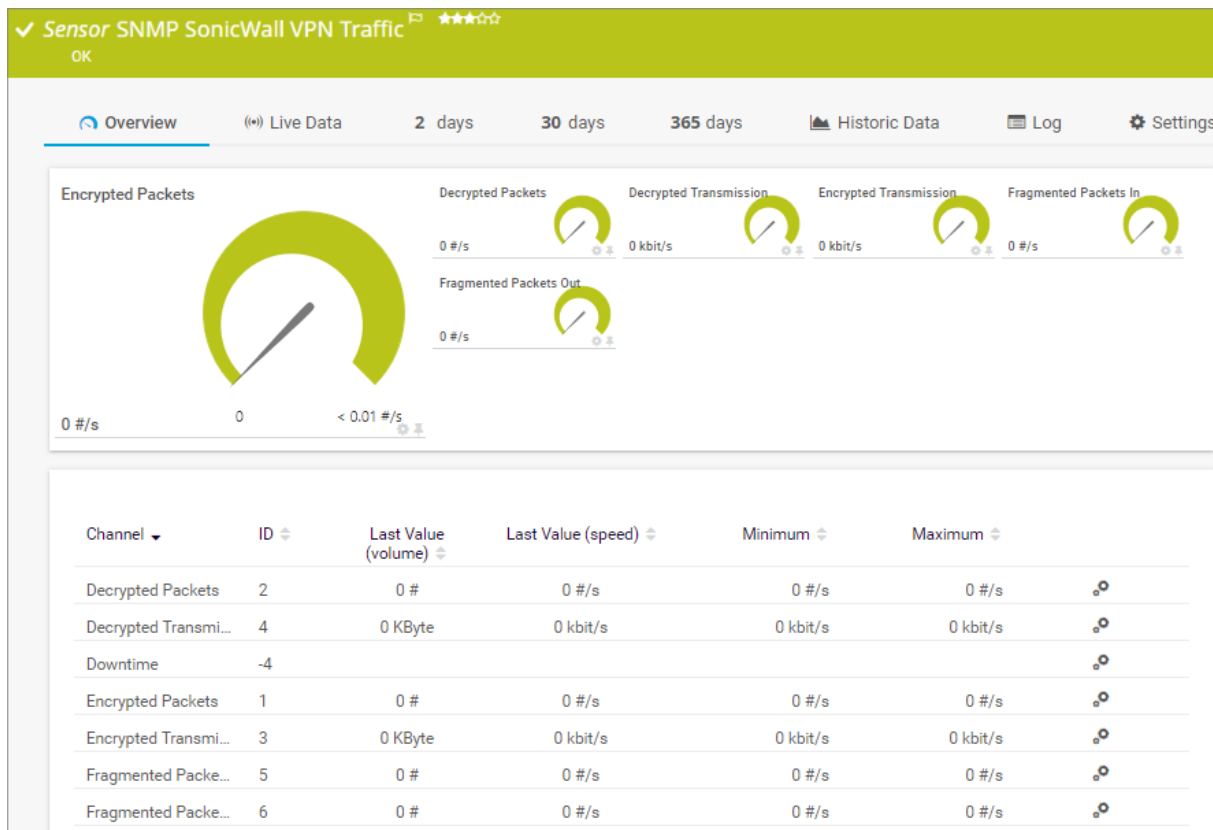 Sensor SNMP SonicWall VPN Traffic
OK
Overview Live Data 2 days 30 days 365 days Historic Data Log Settings
Encrypted Packets
0 #/s
0
< 0.01 #/s
Decrypted Packets
0 #/s
Decrypted Transmission
0 kbit/s
Encrypted Transmission
0 kbit/s
Fragmented Packets In
0 #/s
Fragmented Packets Out
0 #/s
Channel ID Last Value (volume) Last Value (speed) Minimum Maximum
Decrypted Packets 2 0 # 0 #/s 0 #/s 0 #/s
Decrypted Transmi... 4 0 KByte 0 kbit/s 0 kbit/s 0 kbit/s
Downtime -4
Encrypted Packets 1 0 # 0 #/s 0 #/s 0 #/s
Encrypted Transmi... 3 0 KByte 0 kbit/s 0 kbit/s 0 kbit/s
Fragmented Packe... 5 0 # 0 #/s 0 #/s 0 #/s
Fragmented Packe... 6 0 # 0 #/s 0 #/s 0 #/s